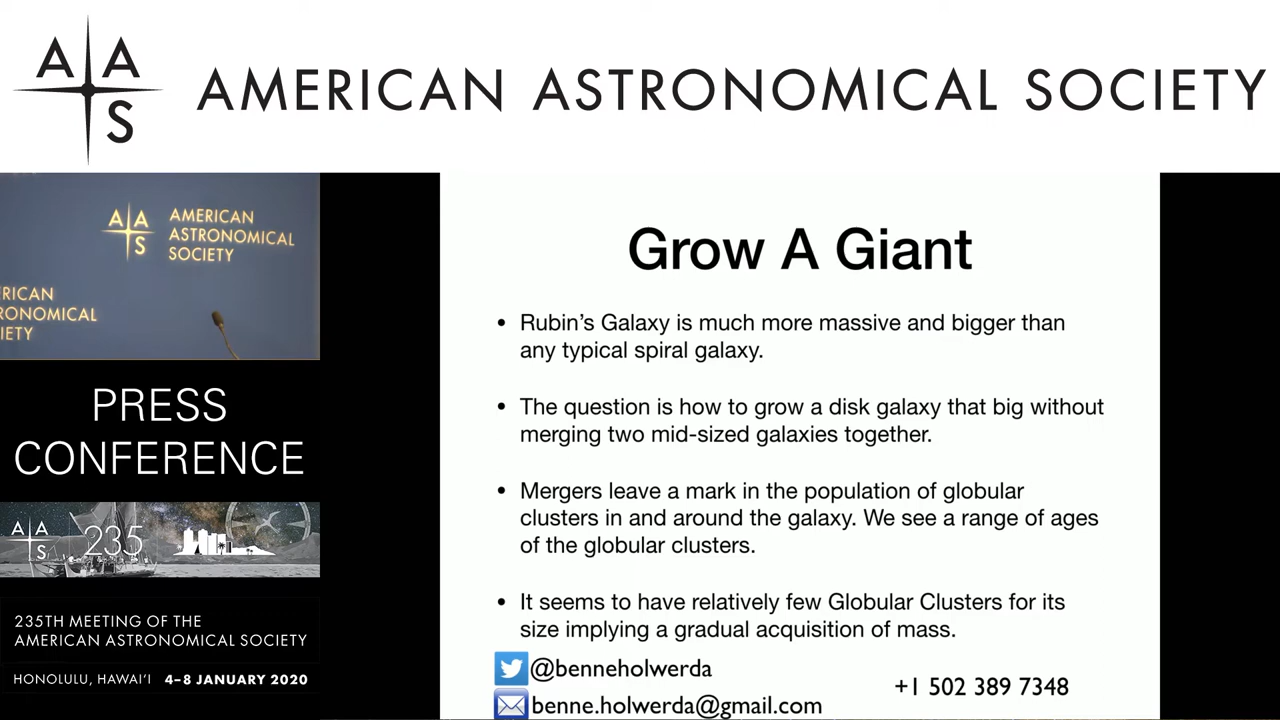 A A
S
AMERICAN ASTRONOMICAL SOCIETY
A A
S
AMERICAN
ASTRONOMICAL
SOCIETY
RICAN
RONOMICAL
IETY
PRESS
CONFERENCE
A A
S
235
235TH MEETING OF THE
AMERICAN ASTRONOMICAL SOCIETY
HONOLULU, HAWAI‘I 4–8 JANUARY 2020
Grow A Giant
• Rubin’s Galaxy is much more massive and bigger than
any typical spiral galaxy.
• The question is how to grow a disk galaxy that big without
merging two mid-sized galaxies together.
• Mergers leave a mark in the population of globular
clusters in and around the galaxy. We see a range of ages
of the globular clusters.
• It seems to have relatively few Globular Clusters for its
size implying a gradual acquisition of mass.
@benneholwerda
benne.holwerda@gmail.com
+1 502 389 7348